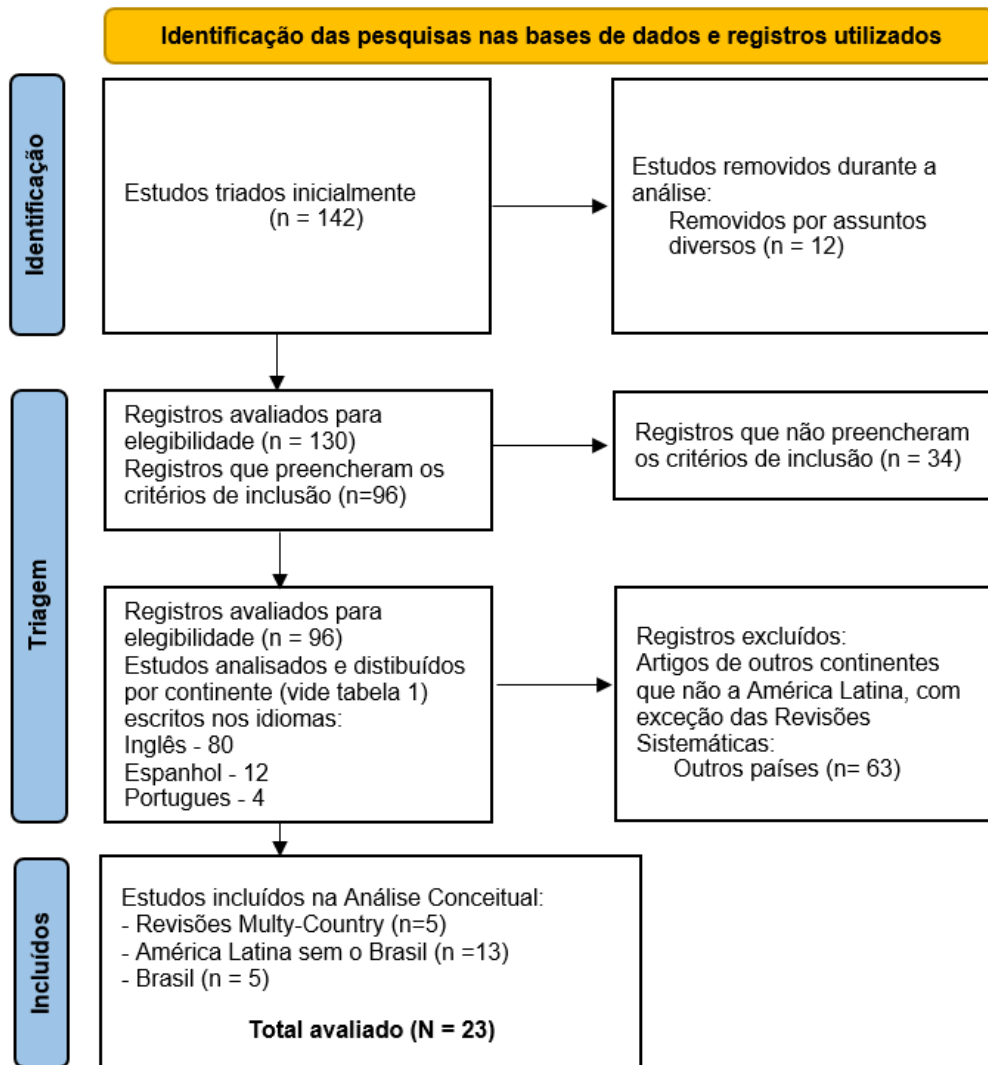 Identificação das pesquisas nas bases de dados e registros utilizados
Identificação
Estudos triados inicialmente
(n = 142)
Estudos removidos durante a
análise:
Removidos por assuntos
diversos (n = 12)
Triagem
Registros avaliados para
elegibilidade (n = 130)
Registros que preencheram os
critérios de inclusão (n=96)
Registros que não preencheram
os critérios de inclusão (n = 34)
Registros avaliados para
elegibilidade (n = 96)
Estudos analisados e distibuídos
por continente (vide tabela 1)
escritos nos idiomas:
Inglês - 80
Espanhol - 12
Portugues - 4
Registros excluídos:
Artigos de outros continentes
que não a América Latina, com
exceção das Revisões
Sistemáticas:
Outros países (n= 63)
Incluídos
Estudos incluídos na Análise Conceitual:
- Revisões Multy-Country (n=5)
- América Latina sem o Brasil (n =13)
- Brasil (n = 5)
Total avaliado (N = 23)